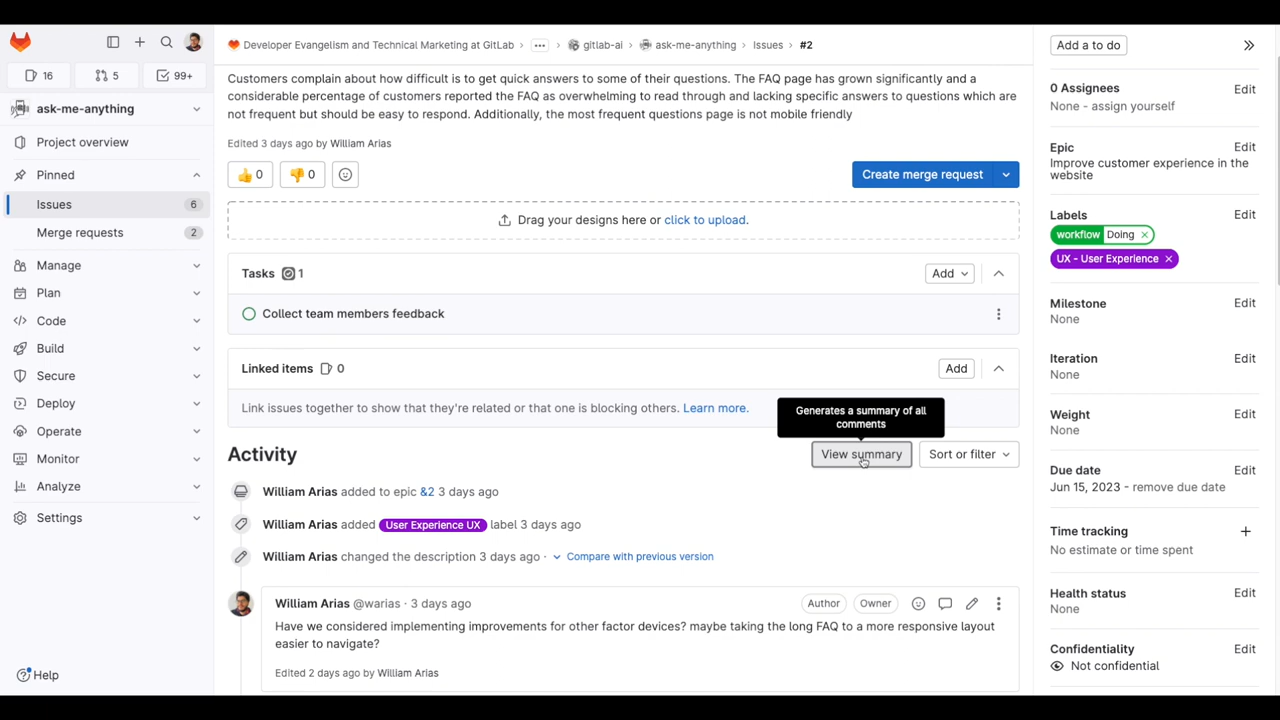 Developer Evangelism and Technical Marketing at GitLab › ... › gitlab-ai › ask-me-anything › Issues › #2
16 5 99+
ask-me-anything
Project overview
Pinned
Issues 6
Merge requests 2
Manage
Plan
Code
Build
Secure
Deploy
Operate
Monitor
Analyze
Settings
Help
Customers complain about how difficult is to get quick answers to some of their questions. The FAQ page has grown significantly and a
considerable percentage of customers reported the FAQ as overwhelming to read through and lacking specific answers to questions which are
not frequent but should be easy to respond. Additionally, the most frequent questions page is not mobile friendly
Edited 3 days ago by William Arias
👍 0 👎 0
Create merge request
Drag your designs here or click to upload.
Tasks 1
Add
Collect team members feedback
Linked items 0
Add
Link issues together to show that they're related or that one is blocking others. Learn more.
Generates a summary of all
comments
Activity
View summary
Sort or filter
William Arias added to epic &2 3 days ago
William Arias added User Experience UX label 3 days ago
William Arias changed the description 3 days ago · Compare with previous version
William Arias @warias · 3 days ago
Author Owner
Have we considered implementing improvements for other factor devices? maybe taking the long FAQ to a more responsive layout
easier to navigate?
Edited 2 days ago by William Arias
Add a to do
0 Assignees Edit
None - assign yourself
Epic Edit
Improve customer experience in the
website
Labels Edit
workflow Doing ×
UX - User Experience ×
Milestone Edit
None
Iteration Edit
None
Weight Edit
None
Due date Edit
Jun 15, 2023 - remove due date
Time tracking +
No estimate or time spent
Health status Edit
None
Confidentiality Edit
Not confidential